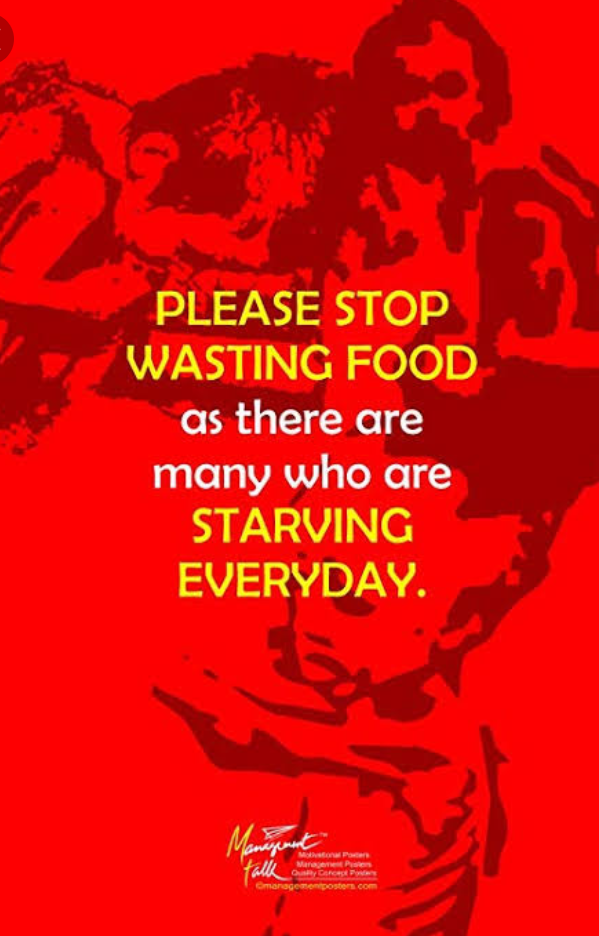 PLEASE STOP
WASTING FOOD
as there are
many who are
STARVING
EVERYDAY.
Management
Talk
™
Motivational Posters
Management Posters
Quality Concept Posters
©managementposters.com